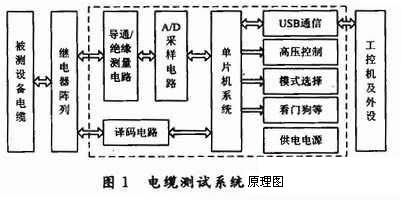 被测设备电缆
继电器阵列
导通/
绝缘
测量
电路
A/D
采样电路
译码电路
单片机系统
USB通信
高压控制
模式选择
看门狗等
供电电源
工控机及外设
图 1 电缆测试系统原理图